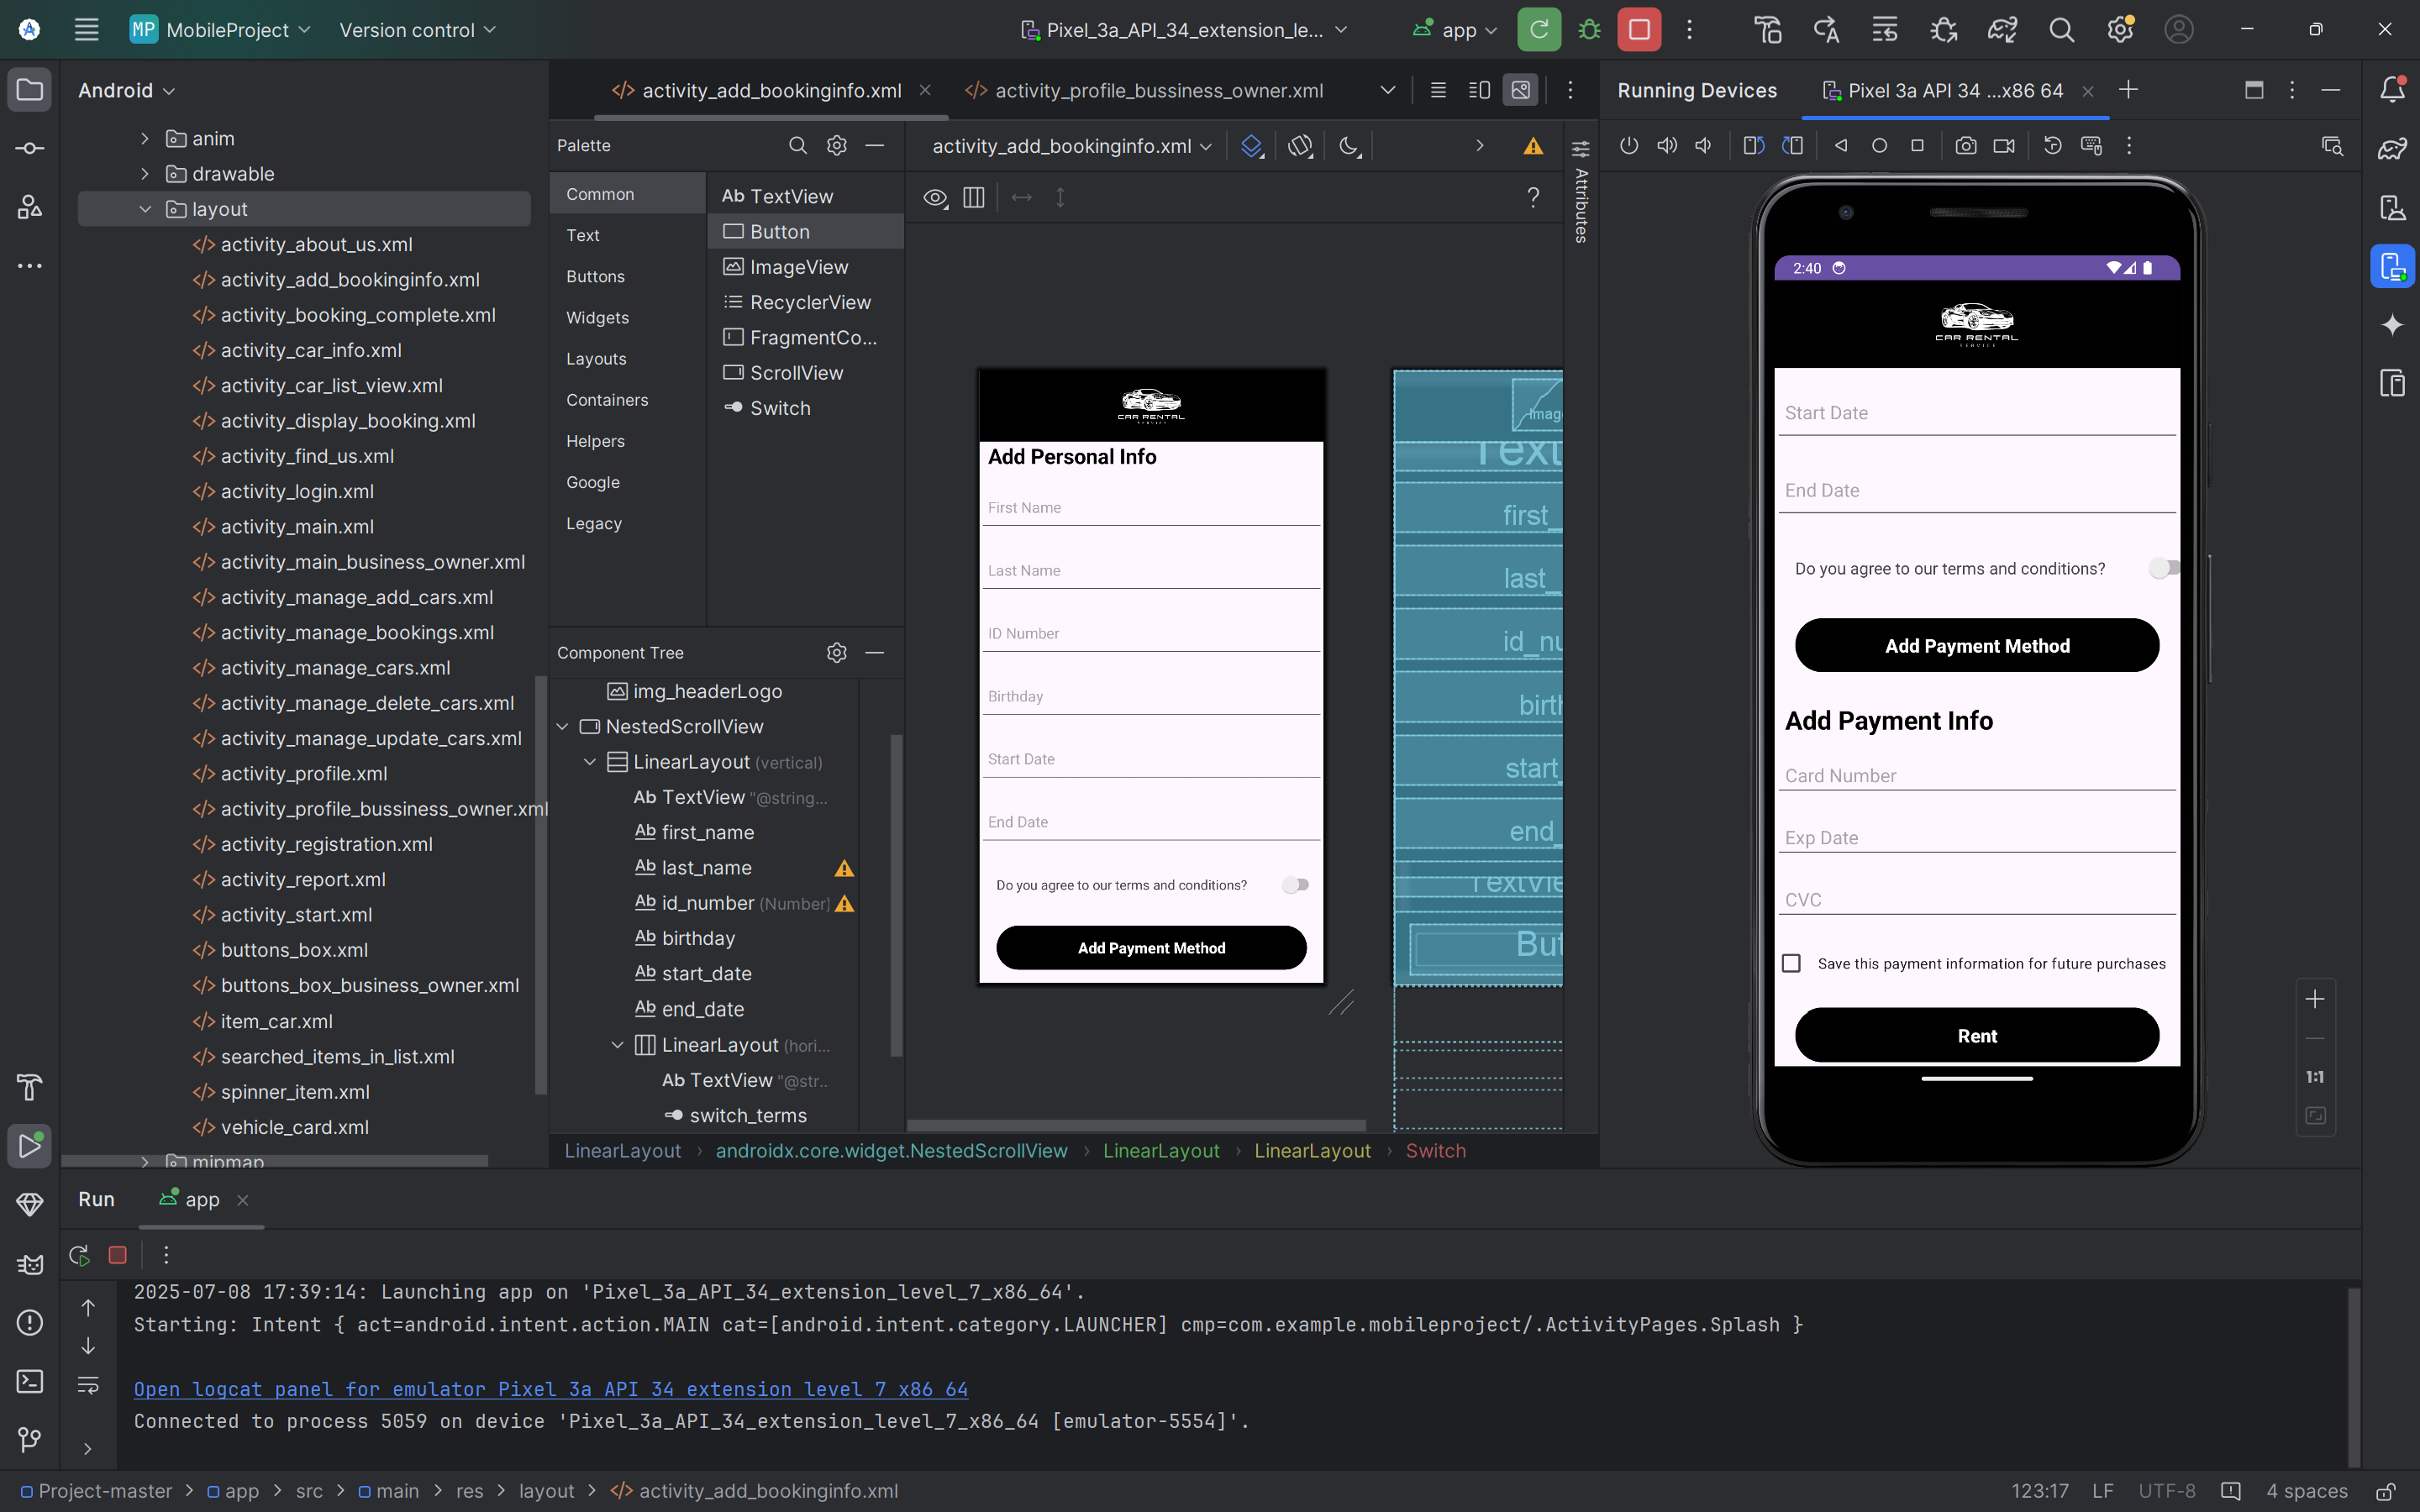 MP MobileProject Version control Pixel_3a_API_34_extension_le... app
Android
anim
drawable
layout
activity_about_us.xml
activity_add_bookinginfo.xml
activity_booking_complete.xml
activity_car_info.xml
activity_car_list_view.xml
activity_display_booking.xml
activity_find_us.xml
activity_login.xml
activity_main.xml
activity_main_business_owner.xml
activity_manage_add_cars.xml
activity_manage_bookings.xml
activity_manage_cars.xml
activity_manage_delete_cars.xml
activity_manage_update_cars.xml
activity_profile.xml
activity_profile_bussiness_owner.xml
activity_registration.xml
activity_report.xml
activity_start.xml
buttons_box.xml
buttons_box_business_owner.xml
item_car.xml
searched_items_in_list.xml
spinner_item.xml
vehicle_card.xml
mipmap
activity_add_bookinginfo.xml activity_profile_bussiness_owner.xml
Palette
Common
Text
Buttons
Widgets
Layouts
Containers
Helpers
Google
Legacy
Ab TextView
Button
ImageView
RecyclerView
FragmentCo...
ScrollView
Switch
Component Tree
img_headerLogo
NestedScrollView
LinearLayout (vertical)
Ab TextView "@string...
Ab first_name
Ab last_name
Ab id_number (Number)
Ab birthday
Ab start_date
Ab end_date
LinearLayout (hori...
Ab TextView "@str...
switch_terms
activity_add_bookinginfo.xml
?
Attributes
CAR RENTAL
SERVICE
Add Personal Info
First Name
Last Name
ID Number
Birthday
Start Date
End Date
Do you agree to our terms and conditions?
Add Payment Method
Imag
Text
first_
last_
id_nu
birth
start_
end_
TextVie
But
LinearLayout › androidx.core.widget.NestedScrollView › LinearLayout › LinearLayout › Switch
Running Devices Pixel 3a API 34 ...x86 64
2:40
CAR RENTAL
SERVICE
Start Date
End Date
Do you agree to our terms and conditions?
Add Payment Method
Add Payment Info
Card Number
Exp Date
CVC
Save this payment information for future purchases
Rent
1:1
Run app
2025-07-08 17:39:14: Launching app on 'Pixel_3a_API_34_extension_level_7_x86_64'.
Starting: Intent { act=android.intent.action.MAIN cat=[android.intent.category.LAUNCHER] cmp=com.example.mobileproject/.ActivityPages.Splash }
Open logcat panel for emulator Pixel 3a API 34 extension level 7 x86 64
Connected to process 5059 on device 'Pixel_3a_API_34_extension_level_7_x86_64 [emulator-5554]'.
Project-master > app > src > main > res > layout > activity_add_bookinginfo.xml
123:17 LF UTF-8 4 spaces